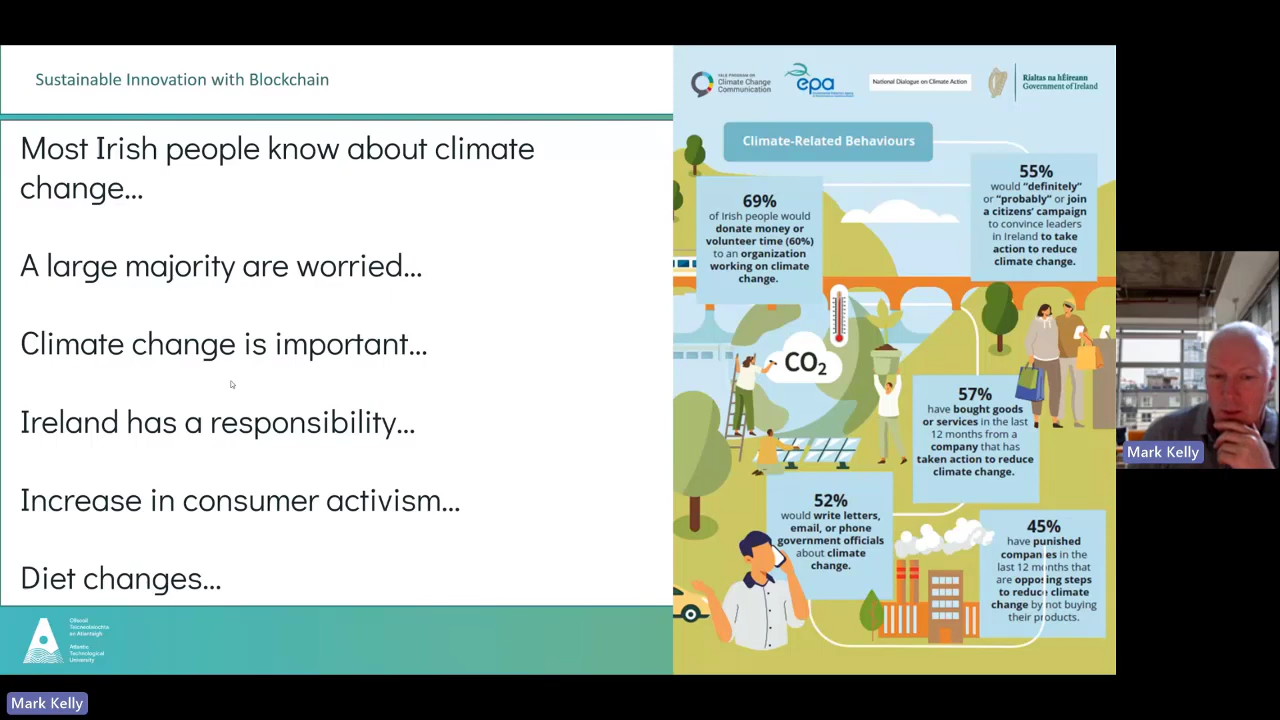 Sustainable Innovation with Blockchain
Most Irish people know about climate
change...
A large majority are worried...
Climate change is important...
Ireland has a responsibility...
Increase in consumer activism...
Diet changes...
Ollscoil
Teicneolaíochta
an Atlantaigh
Atlantic
Technological
University
YALE PROGRAM ON
Climate Change
Communication
epa
National Dialogue on Climate Action
Rialtas na hÉireann
Government of Ireland
Climate-Related Behaviours
69%
of Irish people would
donate money or
volunteer time (60%)
to an organization
working on climate
change.
55%
would “definitely”
or “probably” or join
a citizens’ campaign
to convince leaders
in Ireland to take
action to reduce
climate change.
CO2
57%
have bought goods
or services in the last
12 months from a
company that has
taken action to reduce
climate change.
52%
would write letters,
email, or phone
government officials
about climate
change.
45%
have punished
companies in the
last 12 months that
are opposing steps
to reduce climate
change by not buying
their products.
Mark Kelly
Mark Kelly